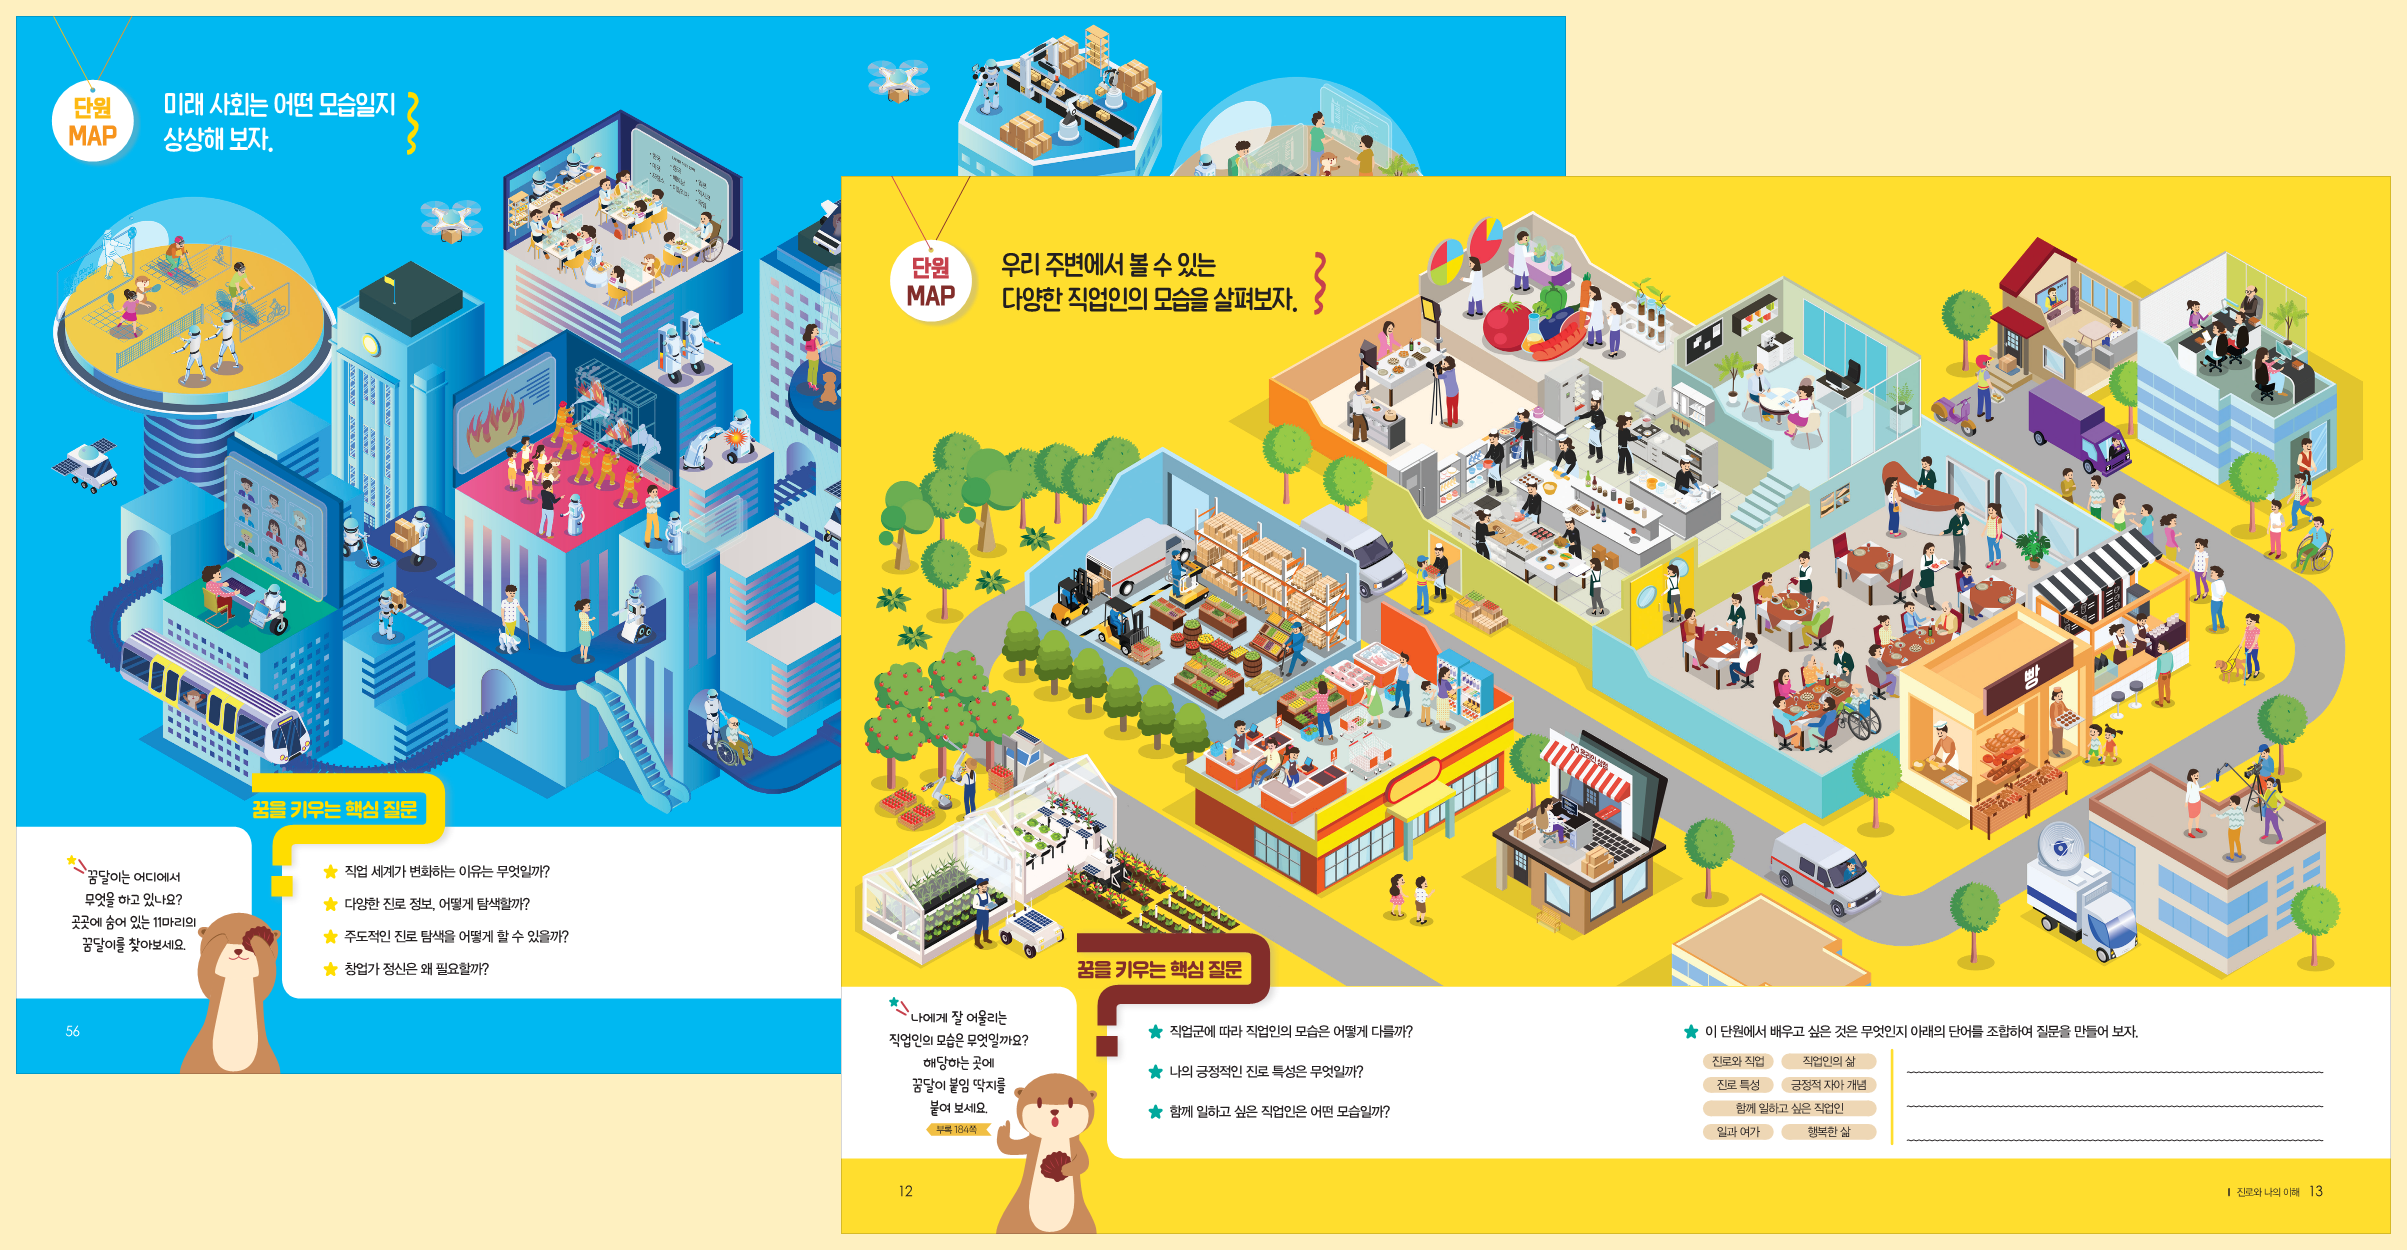 단원
MAP
미래 사회는 어떤 모습일지
상상해 보자.
꿈을 키우는 핵심 질문
꿈달이는 어디에서
무엇을 하고 있나요?
곳곳에 숨어 있는 11마리의
꿈달이를 찾아보세요.
직업 세계가 변화하는 이유는 무엇일까?
다양한 진로 정보, 어떻게 탐색할까?
주도적인 진로 탐색을 어떻게 할 수 있을까?
창업가 정신은 왜 필요할까?
56
단원
MAP
우리 주변에서 볼 수 있는
다양한 직업인의 모습을 살펴보자.
빵
꿈을 키우는 핵심 질문
나에게 잘 어울리는
직업인의 모습은 무엇일까요?
해당하는 곳에
꿈달이 붙임 딱지를
붙여 보세요.
부록 184쪽
직업군에 따라 직업인의 모습은 어떻게 다를까?
나의 긍정적인 진로 특성은 무엇일까?
함께 일하고 싶은 직업인은 어떤 모습일까?
이 단원에서 배우고 싶은 것은 무엇인지 아래의 단어를 조합하여 질문을 만들어 보자.
진로와 직업 직업인의 삶
진로 특성 긍정적 자아 개념
함께 일하고 싶은 직업인
일과 여가 행복한 삶
12
I 진로와 나의 이해 13